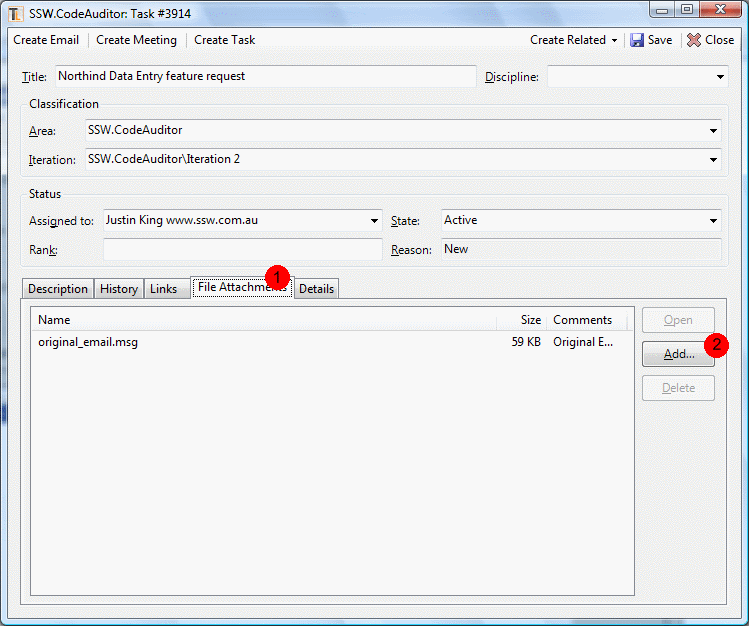 TL SSW.CodeAuditor: Task #3914
Create Email Create Meeting Create Task Create Related Save Close
Title: Northind Data Entry feature request Discipline:
Classification
Area: SSW.CodeAuditor
Iteration: SSW.CodeAuditor\Iteration 2
Status
Assigned to: Justin King www.ssw.com.au State: Active
Rank: Reason: New
1
Description History Links File Attachments Details
Name Size Comments Open
original_email.msg 59 KB Original E... Add... 2
Delete